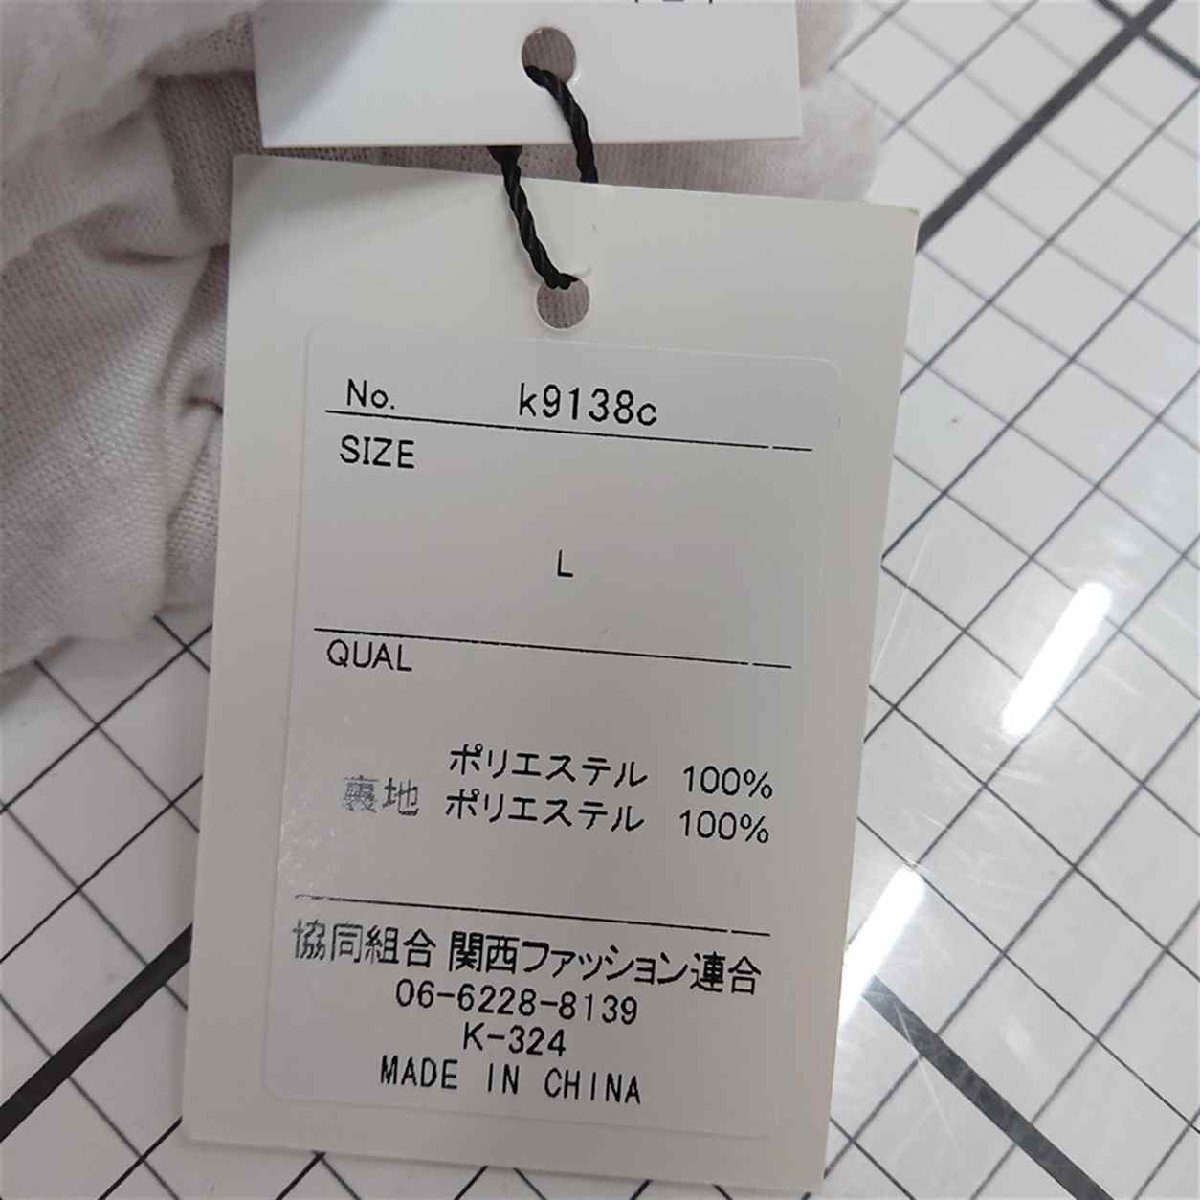 No. k9138c
SIZE
L
QUAL
ポリエステル 100%
裏地 ポリエステル 100%
協同組合 関西ファッション連合
06-6228-8139
K-324
MADE IN CHINA